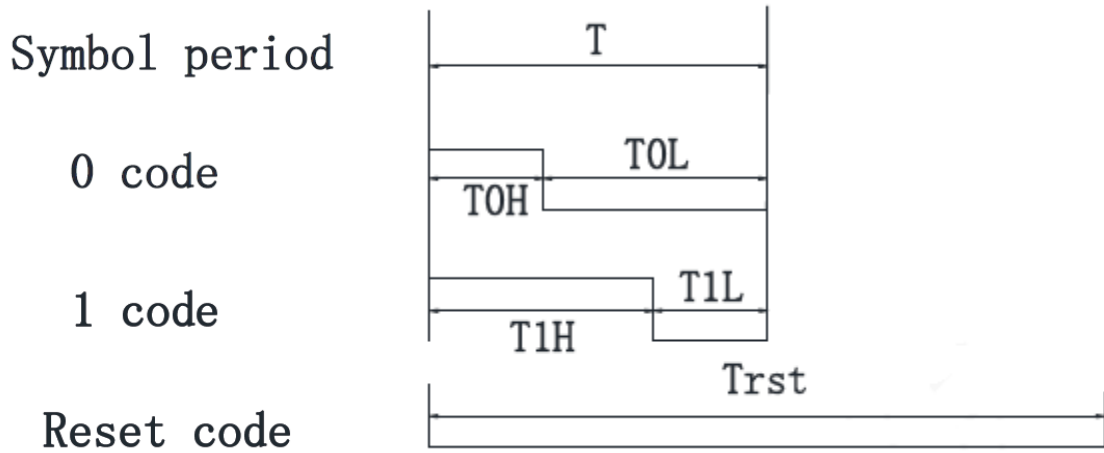 Symbol period
T
0 code
T0H
T0L
1 code
T1H
T1L
Reset code
Trst